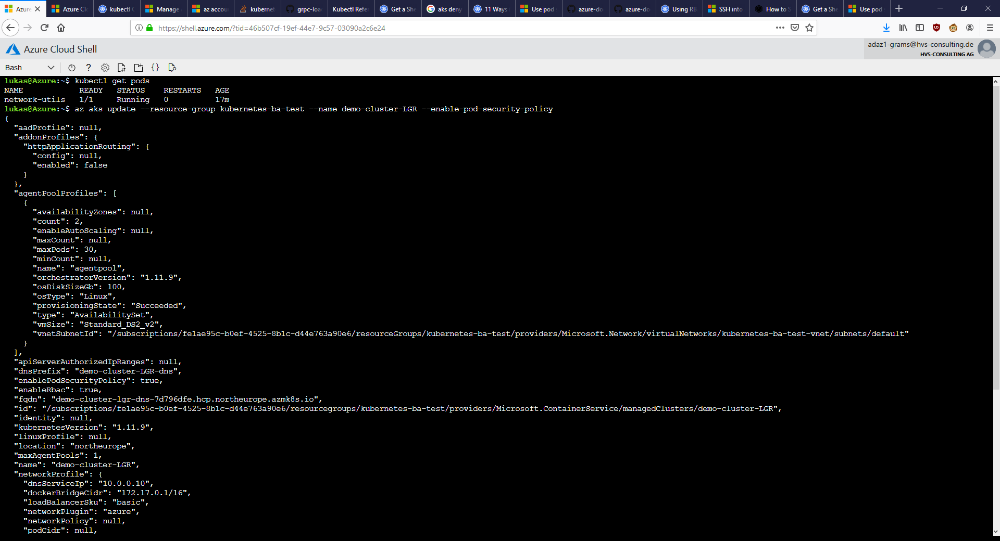 Azure
Azure Cl
kubectl C
Manage
az accou
kubernet
grpc-loa
Kubectl Refer
Get a She
aks deny
11 Ways
Use pod
azure-do
azure-do
Using RB
SSH into
How to S
Get a She
Use pod
https://shell.azure.com/?tid=46b507cf-19ef-44e7-9c57-03090a2c6e24
Azure Cloud Shell
adaz1-grams@hvs-consulting.de
HVS-CONSULTING AG
Bash
lukas@Azure:~$ kubectl get pods
NAME            READY   STATUS    RESTARTS   AGE
network-utils   1/1     Running   0          17m
lukas@Azure:~$ az aks update --resource-group kubernetes-ba-test --name demo-cluster-LGR --enable-pod-security-policy
{
  "aadProfile": null,
  "addonProfiles": {
    "httpApplicationRouting": {
      "config": null,
      "enabled": false
    }
  },
  "agentPoolProfiles": [
    {
      "availabilityZones": null,
      "count": 2,
      "enableAutoScaling": null,
      "maxCount": null,
      "maxPods": 30,
      "minCount": null,
      "name": "agentpool",
      "orchestratorVersion": "1.11.9",
      "osDiskSizeGb": 100,
      "osType": "Linux",
      "provisioningState": "Succeeded",
      "type": "AvailabilitySet",
      "vmSize": "Standard_DS2_v2",
      "vnetSubnetId": "/subscriptions/fe1ae95c-b0ef-4525-8b1c-d44e763a90e6/resourceGroups/kubernetes-ba-test/providers/Microsoft.Network/virtualNetworks/kubernetes-ba-test-vnet/subnets/default"
    }
  ],
  "apiServerAuthorizedIpRanges": null,
  "dnsPrefix": "demo-cluster-LGR-dns",
  "enablePodSecurityPolicy": true,
  "enableRbac": true,
  "fqdn": "demo-cluster-lgr-dns-7d796dfe.hcp.northeurope.azmk8s.io",
  "id": "/subscriptions/fe1ae95c-b0ef-4525-8b1c-d44e763a90e6/resourcegroups/kubernetes-ba-test/providers/Microsoft.ContainerService/managedClusters/demo-cluster-LGR",
  "identity": null,
  "kubernetesVersion": "1.11.9",
  "linuxProfile": null,
  "location": "northeurope",
  "maxAgentPools": 1,
  "name": "demo-cluster-LGR",
  "networkProfile": {
    "dnsServiceIp": "10.0.0.10",
    "dockerBridgeCidr": "172.17.0.1/16",
    "loadBalancerSku": "basic",
    "networkPlugin": "azure",
    "networkPolicy": null,
    "podCidr": null,